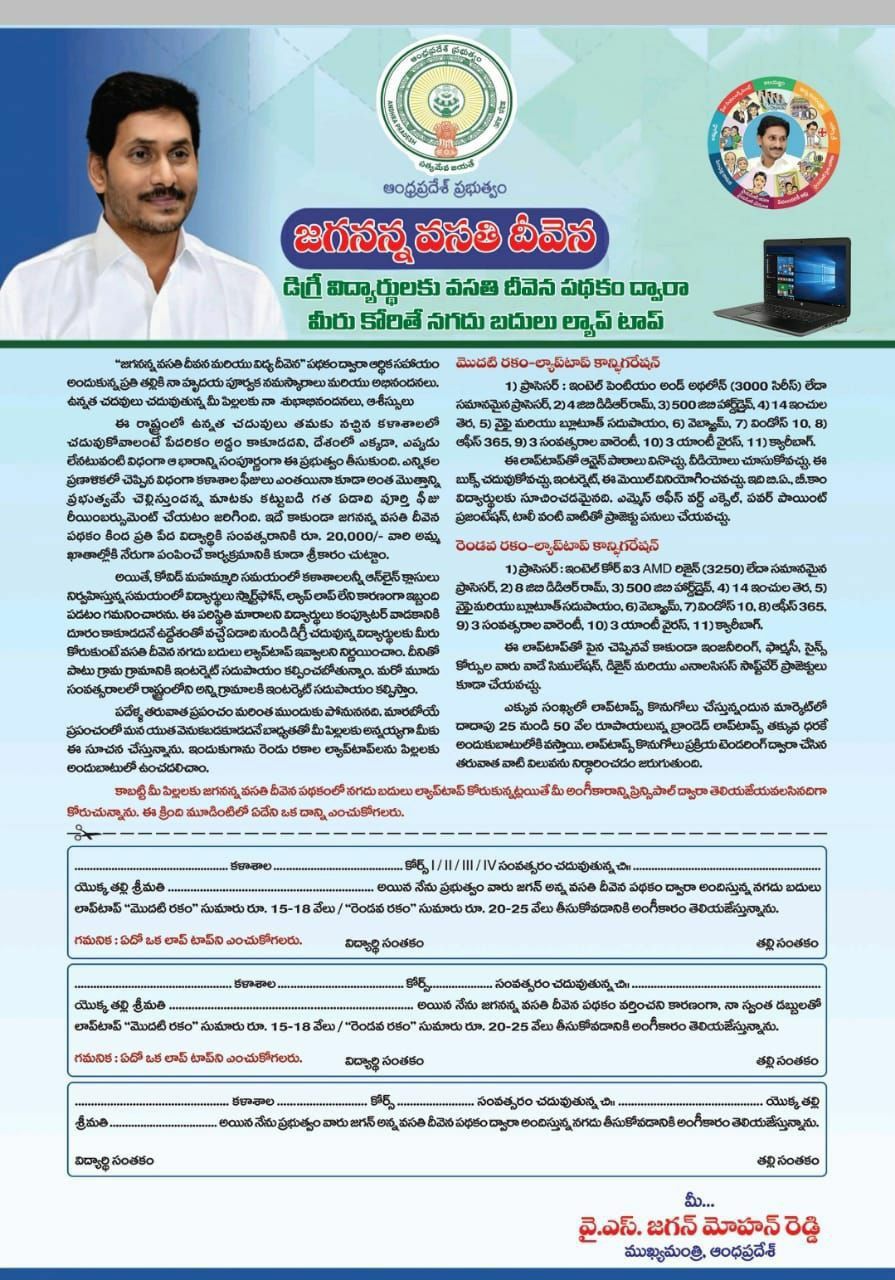 ఆంధ్రప్రదేశ్ ప్రభుత్వం
ANDHRA PRADESH
సత్యమేవ జయతే
ఆంధ్రప్రదేశ్ ప్రభుత్వం
జగనన్న వసతి దీవెన
డిగ్రీ విద్యార్థులకు వసతి దీవెన పథకం ద్వారా
మీరు కోరితే నగదు బదులు ల్యాప్ టాప్
"జగనన్న వసతి దీవన మరియు విద్య దీవెన" పథకం ద్వారా ఆర్థిక సహాయం
అందుకున్న ప్రతి తల్లికి నా హృదయ పూర్వక నమస్కారాలు మరియు అభినందనలు.
ఉన్నత చదవులు చదువుతున్న మీ పిల్లలకు నా శుభాభినందనలు, ఆశీస్సులు
ఈ రాష్ట్రంలో ఉన్నత చదువులు తమకు నచ్చిన కళాశాలలో
చదువుకోవాలంటే పేదరికం అడ్డం కాకూడదని, దేశంలో ఎక్కడా, ఎప్పుడు
లేనటువంటి విధంగా ఆ భారాన్ని సంపూర్ణంగా ఈ ప్రభుత్వం తీసుకుంది. ఎన్నికల
ప్రణాళికలో చెప్పిన విధంగా కళాశాల ఫీజులు ఎంతయినా కూడా అంత మొత్తాన్ని
ప్రభుత్వమే చెల్లిస్తుందన్న మాటకు కట్టుబడి గత ఏడాది పూర్తి ఫీజు
రీయింబర్సుమెంట్ చేయటం జరిగింది. ఇదే కాకుండా జగనన్న వసతి దీవెన
పథకం కింద ప్రతి పేద విద్యార్థికి సంవత్సరానికి రూ. 20,000/- వారి అమ్మ
ఖాతాల్లోకి నేరుగా పంపించే కార్యక్రమానికి కూడా శ్రీకారం చుట్టాం.
అయితే, కోవిడ్ మహమ్మారి సమయంలో కళాశాలలన్నీ ఆన్‌లైన్ క్లాసులు
నిర్వహిస్తున్న సమయంలో విద్యార్థులు స్మార్ట్‌ఫోన్, ల్యాప్ లాప్ లేని కారణంగా ఇబ్బంది
పడటం గమనించారను. ఈ పరిస్థితి మారాలని విద్యార్థులు కంప్యూటర్ వాడకానికి
దూరం కాకూడదనే ఉద్దేశంతో వచ్చే ఏడాది నుండి డిగ్రీ చదువున్న విద్యార్థులకు మీరు
కోరుకుంటే వసతి దీవెన నగదు బదులు ల్యాప్‌టాప్ ఇవ్వాలని నిర్ణయించాం. దీనితో
పాటు గ్రామ గ్రామానికి ఇంటర్నెట్ సదుపాయం కల్పించబోతున్నాం. మరో మూడు
సంవత్సరాలలో రాష్ట్రంలోని అన్ని గ్రామాలకి ఇంటర్నెట్ సదుపాయం కల్పిస్తాం.
పదేళ్ళ తరువాత ప్రపంచం మరింత ముందుకు పోనుననది. మారబోయే
ప్రపంచంలో మన యుత వెనుకబడకూడదనే బాధ్యతతో మీ పిల్లలకు అన్నయ్యగా మీకు
ఈ సూచన చేస్తున్నాను. ఇందుకుగాను రెండు రకాల ల్యాప్‌టాప్‌లను పిల్లలకు
అందుబాటులో ఉంచదలిచాం.
మొదటి రకం-ల్యాప్‌టాప్ కాన్ఫిగరేషన్
1) ప్రాసెసర్ : ఇంటెల్ పెంటియం అండ్ అథలోన్ (3000 సిరీస్) లేదా
సమానమైన ప్రాసెసర్, 2) 4 జిబి డిడిఆర్ రామ్, 3) 500 జిబి హార్డ్‌డ్రైవ్, 4) 14 ఇంచుల
తెర, 5) వైఫై మరియు బ్లూటూత్ సదుపాయం, 6) వెబ్క్యామ్, 7) విండోస్ 10, 8)
ఆఫీస్ 365, 9) 3 సంవత్సరాల వారెంటీ, 10) 3 యాంటీ వైరస్, 11) క్యారీబాగ్.
ఈ లాప్‌టాప్‌తో ఆన్లైన్ పాఠాలు వినొచ్చు, వీడియోలు చూసుకోవచ్చు. ఈ
బుక్స్ చదువుకోవచ్చు, ఇంటర్నెట్, ఈ మెయిల్ వినియోగించవచ్చు. ఇది బి.ఏ., బీ.కాం
విద్యార్థులకు సూచించడమైనది. ఎమ్మెస్ ఆఫీస్ వర్డ్ ఎక్సెల్, పవర్ పాయింట్
ప్రజంటేషన్, టాలీ వంటి వాటితో ప్రాజెక్టు పనులు చేయవచ్చు.
రెండవ రకం-ల్యాప్‌టాప్ కాన్ఫిగరేషన్
1) ప్రాసెసర్ : ఇంటెల్ కోర్ ఐ3 AMD రిజైన్ (3250) లేదా సమానమైన
ప్రాసెసర్, 2) 8 జిబి డిడిఆర్ రామ్, 3) 500 జిబి హార్డ్‌డ్రైవ్, 4) 14 ఇంచుల తెర, 5)
వైఫై మరియు బ్లూటూత్ సదుపాయం, 6) వెబ్క్యామ్, 7) విండోస్ 10, 8) ఆఫీస్ 365,
9) 3 సంవత్సరాల వారెంటీ, 10) 3 యాంటీ వైరస్, 11) క్యారీబాగ్.
ఈ లాప్‌టాప్‌తో పైన చెప్పినవే కాకుండా ఇంజనీరింగ్, ఫార్మసీ, సైన్స్
కోర్సుల వారు వాడే సిములేషన్, డిజైన్ మరియు ఎనాలసిసస్ సాఫ్ట్‌వేర్ ప్రాజెక్టులు
కూడా చేయవచ్చు.
ఎక్కువ సంఖ్యలో లాప్‌టాప్స్ కొనుగోలు చేస్తున్నందున మార్కెట్‌లో
దాదాపు 25 నుండి 50 వేల రూపాయలున్న బ్రాండెడ్ లాప్‌టాప్స్ తక్కువ ధరకే
అందుకుబాటులోకి వస్తాయి. లాప్‌టాప్స్ కొనుగోలు ప్రక్రియ టెండరింగ్ ద్వారా చేసిన
తరువాత వాటి విలువను నిర్ధారించడం జరుగుతుంది.
కాబట్టి మీ పిల్లలకు జగనన్న వసతి దీవెన పథకంలో నగదు బదులు ల్యాప్‌టాప్ కోరుకున్నట్లయితే మీ అంగీకారాన్ని ప్రిన్సిపాల్ ద్వారా తెలియజేయవలసినదిగా
కోరుచున్నాను. ఈ క్రింది మూడింటిలో ఏదేని ఒక దాన్ని ఎంచుకోగలరు.
........ కళాశాల ........ కోర్స్ I / II / III / IV సంవత్సరం చదువుతున్న చి॥ ........
యొక్క తల్లి శ్రీమతి ........ అయిన నేను ప్రభుత్వం వారు జగన్ అన్న వసతి దీవెన పథకం ద్వారా అందిస్తున్న నగదు బదులు
లాప్‌టాప్ "మొదటి రకం" సుమారు రూ. 15-18 వేలు / "రెండవ రకం" సుమారు రూ. 20-25 వేలు తీసుకోవడానికి అంగీకారం తెలియజేస్తున్నాను.
గమనిక : ఏదో ఒక లాప్ టాప్‌ని ఎంచుకోగలరు. విద్యార్థి సంతకం తల్లి సంతకం
........ కళాశాల ........ కోర్స్ ........ సంవత్సరం చదువుతున్న చి॥ ........
యొక్క తల్లి శ్రీమతి ........ అయిన నేను జగనన్న వసతి దీవెన పథకం వర్తించని కారణంగా, నా స్వంత డబ్బులతో
లాప్‌టాప్ "మొదటి రకం" సుమారు రూ. 15-18 వేలు / "రెండవ రకం" సుమారు రూ. 20-25 వేలు తీసుకోవడానికి అంగీకారం తెలియజేస్తున్నాను.
గమనిక : ఏదో ఒక లాప్ టాప్‌ని ఎంచుకోగలరు. విద్యార్థి సంతకం తల్లి సంతకం
........ కళాశాల ........ కోర్స్ ........ సంవత్సరం చదువుతున్న చి॥ ........ యొక్క తల్లి
శ్రీమతి ........ అయిన నేను ప్రభుత్వం వారు జగన్ అన్న వసతి దీవెన పథకం ద్వారా అందిస్తున్న నగదు తీసుకోవడానికి అంగీకారం తెలియజేస్తున్నాను.
విద్యార్థి సంతకం తల్లి సంతకం
మీ...
వై.ఎస్. జగన్ మోహన్ రెడ్డి
ముఖ్యమంత్రి, ఆంధప్రదేశ్